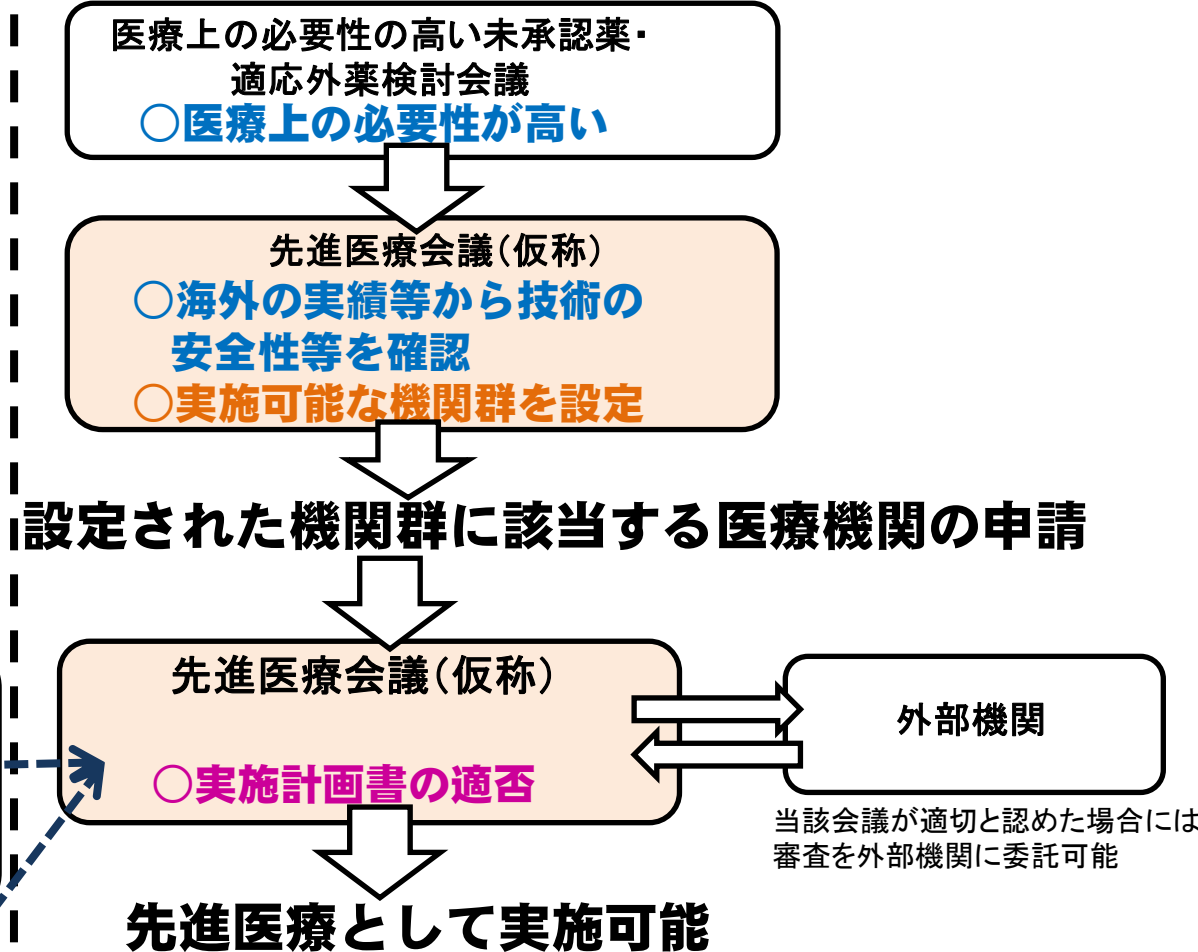 医療上の必要性の高い未承認薬・
適応外薬検討会議
○医療上の必要性が高い
先進医療会議(仮称)
○海外の実績等から技術の
安全性等を確認
○実施可能な機関群を設定
設定された機関群に該当する医療機関の申請
先進医療会議(仮称)
○実施計画書の適否
外部機関
当該会議が適切と認めた場合には
審査を外部機関に委託可能
先進医療として実施可能